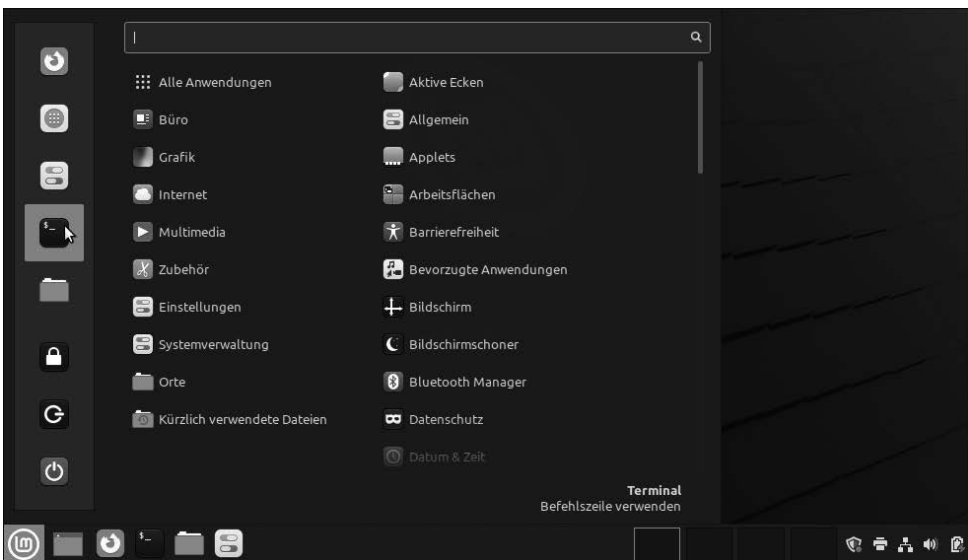 Alle Anwendungen
Büro
Grafik
Internet
Multimedia
Zubehör
Einstellungen
Systemverwaltung
Orte
Kürzlich verwendete Dateien
Aktive Ecken
Allgemein
Applets
Arbeitsflächen
Barrierefreiheit
Bevorzugte Anwendungen
Bildschirm
Bildschirmschoner
Bluetooth Manager
Datenschutz
Datum & Zeit
Terminal
Befehlszeile verwenden